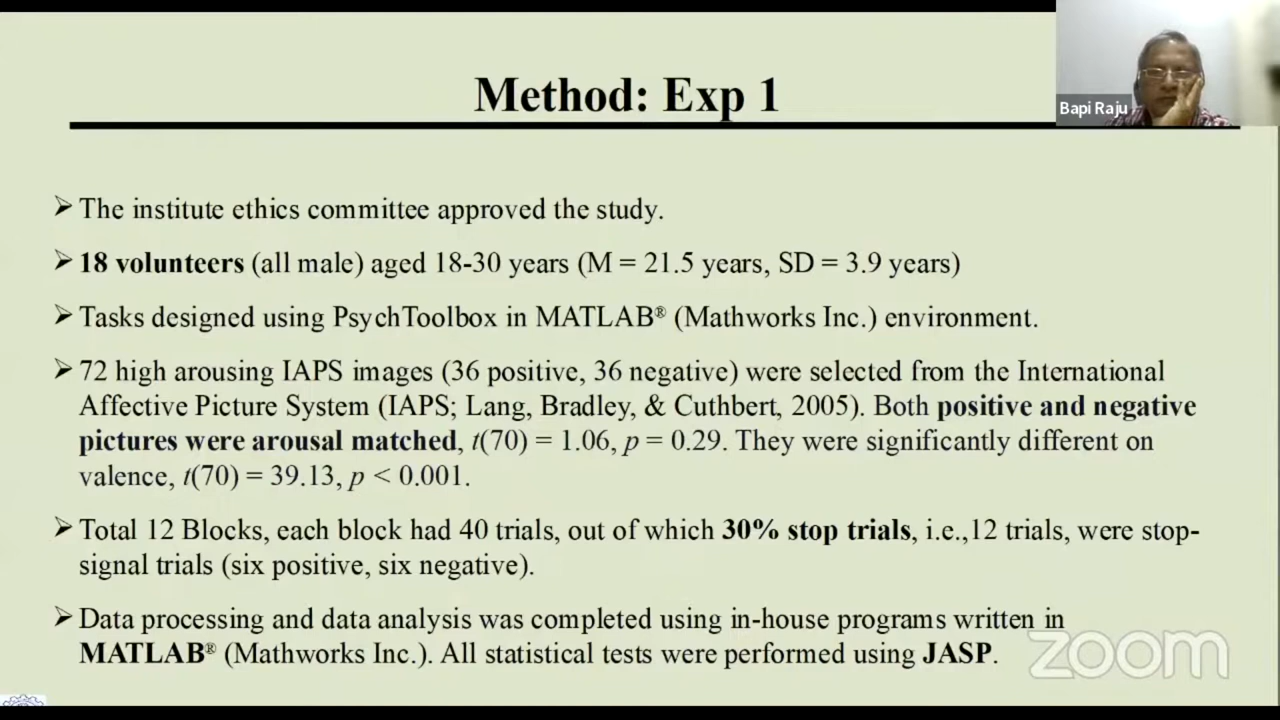 Method: Exp 1
Bapi Raju
➢ The institute ethics committee approved the study.
➢ 18 volunteers (all male) aged 18-30 years (M = 21.5 years, SD = 3.9 years)
➢ Tasks designed using PsychToolbox in MATLAB® (Mathworks Inc.) environment.
➢ 72 high arousing IAPS images (36 positive, 36 negative) were selected from the International
Affective Picture System (IAPS; Lang, Bradley, & Cuthbert, 2005). Both positive and negative
pictures were arousal matched, t(70) = 1.06, p = 0.29. They were significantly different on
valence, t(70) = 39.13, p < 0.001.
➢ Total 12 Blocks, each block had 40 trials, out of which 30% stop trials, i.e.,12 trials, were stop-
signal trials (six positive, six negative).
➢ Data processing and data analysis was completed using in-house programs written in
MATLAB® (Mathworks Inc.). All statistical tests were performed using JASP.
zoom